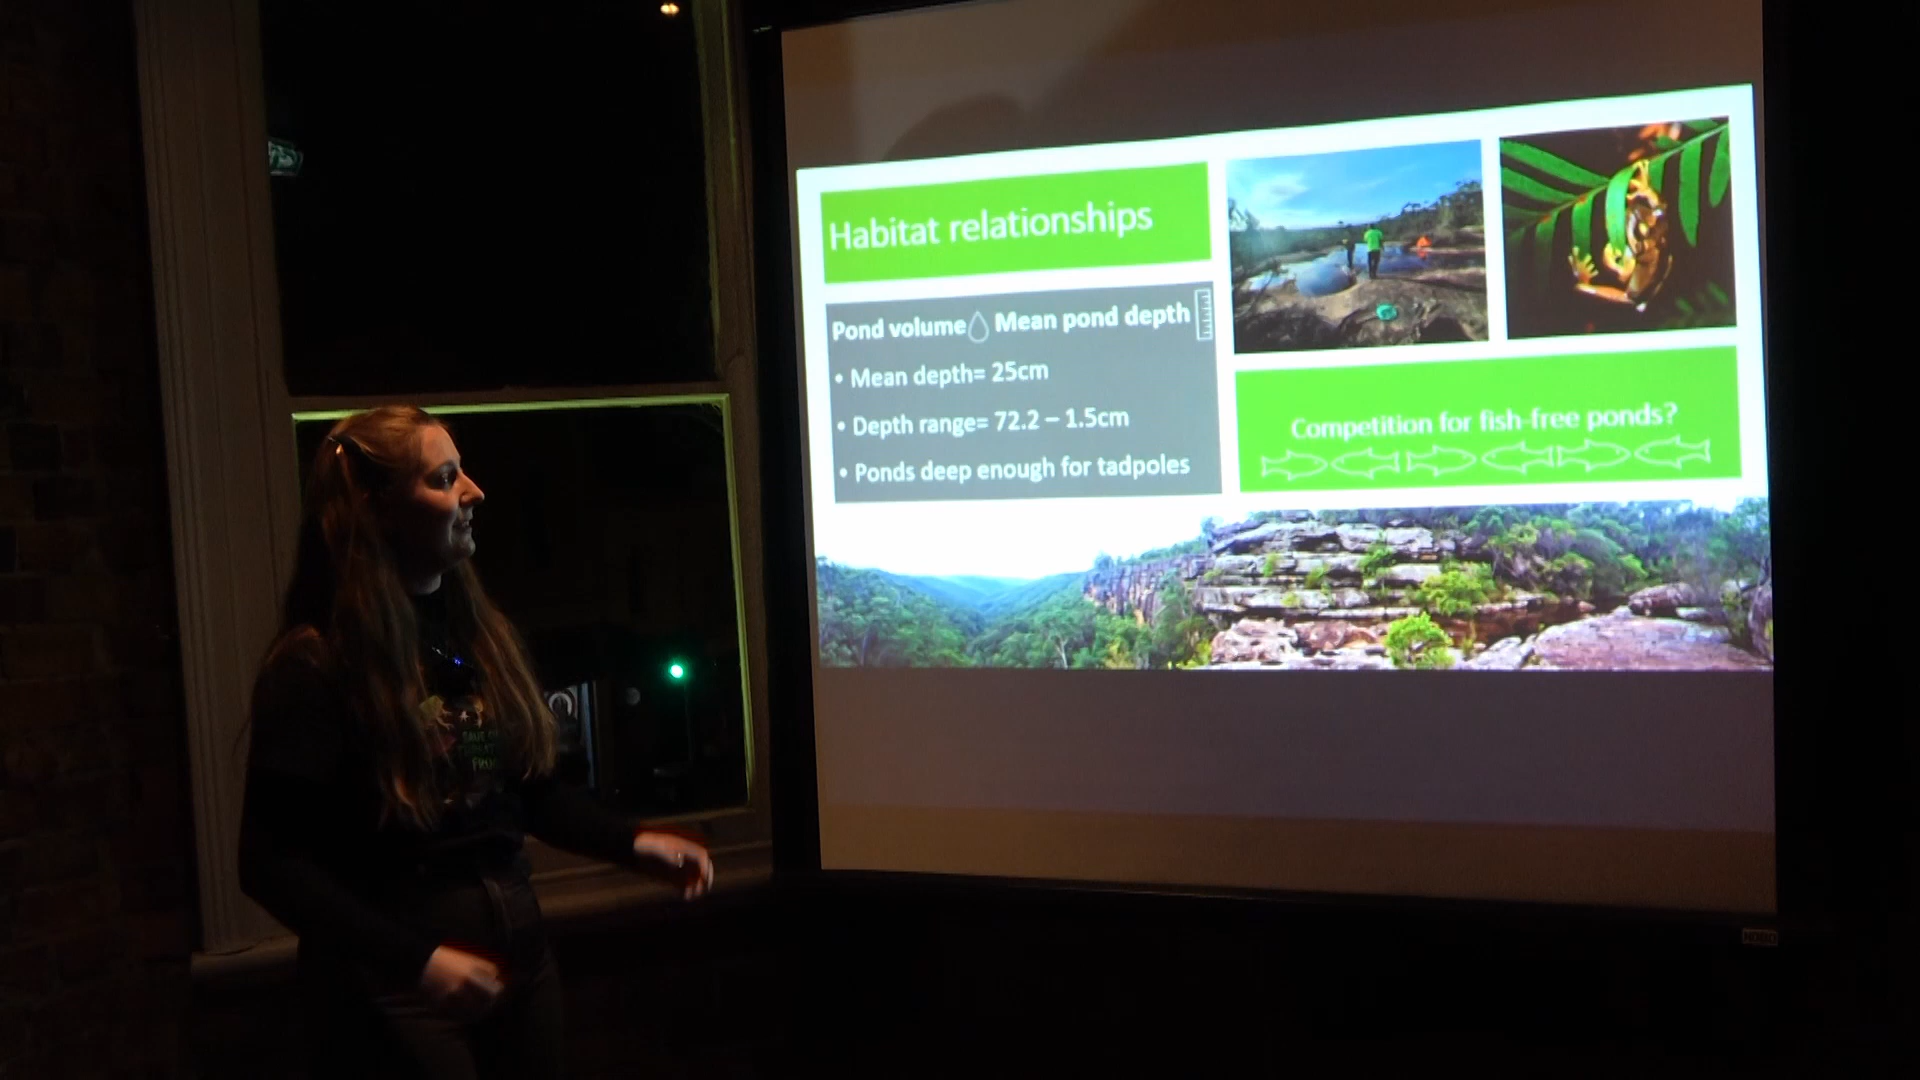 Habitat relationships
Pond volume Mean pond depth
• Mean depth= 25cm
• Depth range= 72.2 – 1.5cm
• Ponds deep enough for tadpoles
Competition for fish-free ponds?
NOBO